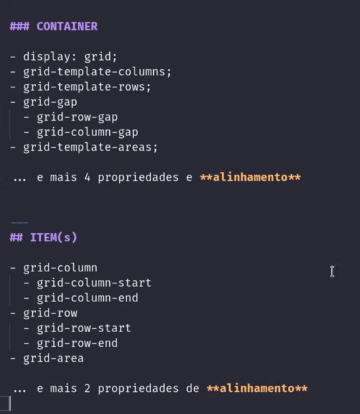 ### CONTAINER
- display: grid;
- grid-template-columns;
- grid-template-rows;
- grid-gap
- grid-row-gap
- grid-column-gap
- grid-template-areas;
... e mais 4 propriedades e **alinhamento**
---
## ITEM(s)
- grid-column
- grid-column-start
- grid-column-end
- grid-row
- grid-row-start
- grid-row-end
- grid-area
... e mais 2 propriedades de **alinhamento**